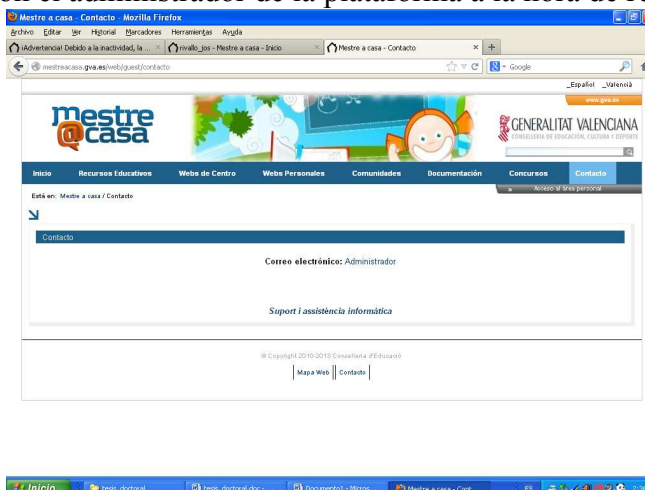 on el administrador de la plataforma a la hora de re
Mestre a casa - Contacto - Mozilla Firefox
Archivo Editar Ver Historial Marcadores Herramientas Ayuda
¡Advertencia! Debido a la inactividad, la ... rivallo_jos - Mestre a casa - Inicio Mestre a casa - Contacto
mestreacasa.gva.es/web/guest/contacto Google
_Español _Valencià
www.gva.es
mestre
@casa
GENERALITAT VALENCIANA
CONSELLERIA DE EDUCACIÓN, CULTURA Y DEPORTE
Inicio Recursos Educativos Webs de Centro Webs Personales Comunidades Documentación Concursos Contacto
Acceso al área personal
Está en: Mestre a casa / Contacto
Contacto
Correo electrónico: Administrador
Suport i assistència informàtica
© Copyright 2010-2013 Conselleria d'Educació
Mapa Web Contacto
Inicio tesis doctoral tesis doctoral.doc - ... Documento1 - Micros... Mestre a casa - Cont... ES